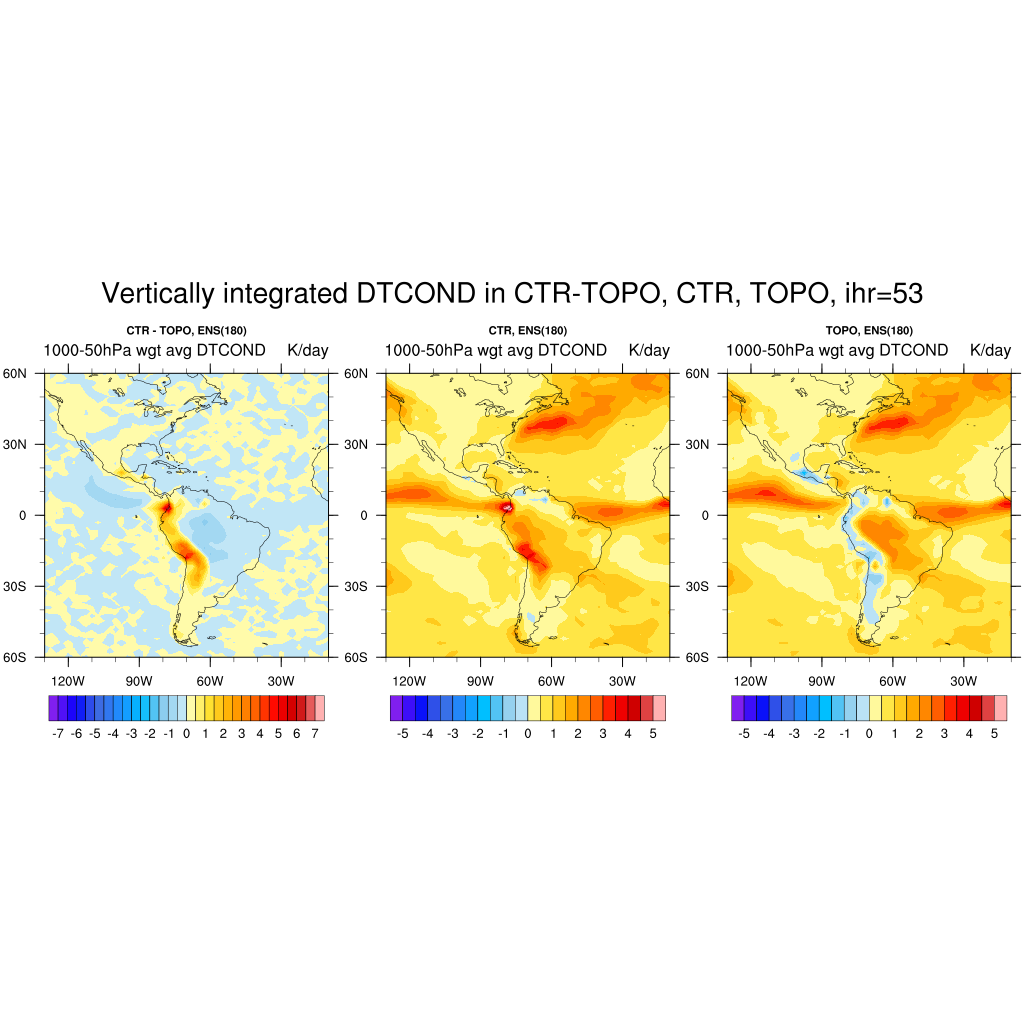 Vertically integrated DTCOND in CTR-TOPO, CTR, TOPO, ihr=53
CTR - TOPO, ENS(180)
1000-50hPa wgt avg DTCOND K/day
60N
30N
0
30S
60S
120W 90W 60W 30W
-7 -6 -5 -4 -3 -2 -1 0 1 2 3 4 5 6 7
CTR, ENS(180)
1000-50hPa wgt avg DTCOND K/day
60N
30N
0
30S
60S
120W 90W 60W 30W
-5 -4 -3 -2 -1 0 1 2 3 4 5
TOPO, ENS(180)
1000-50hPa wgt avg DTCOND K/day
60N
30N
0
30S
60S
120W 90W 60W 30W
-5 -4 -3 -2 -1 0 1 2 3 4 5